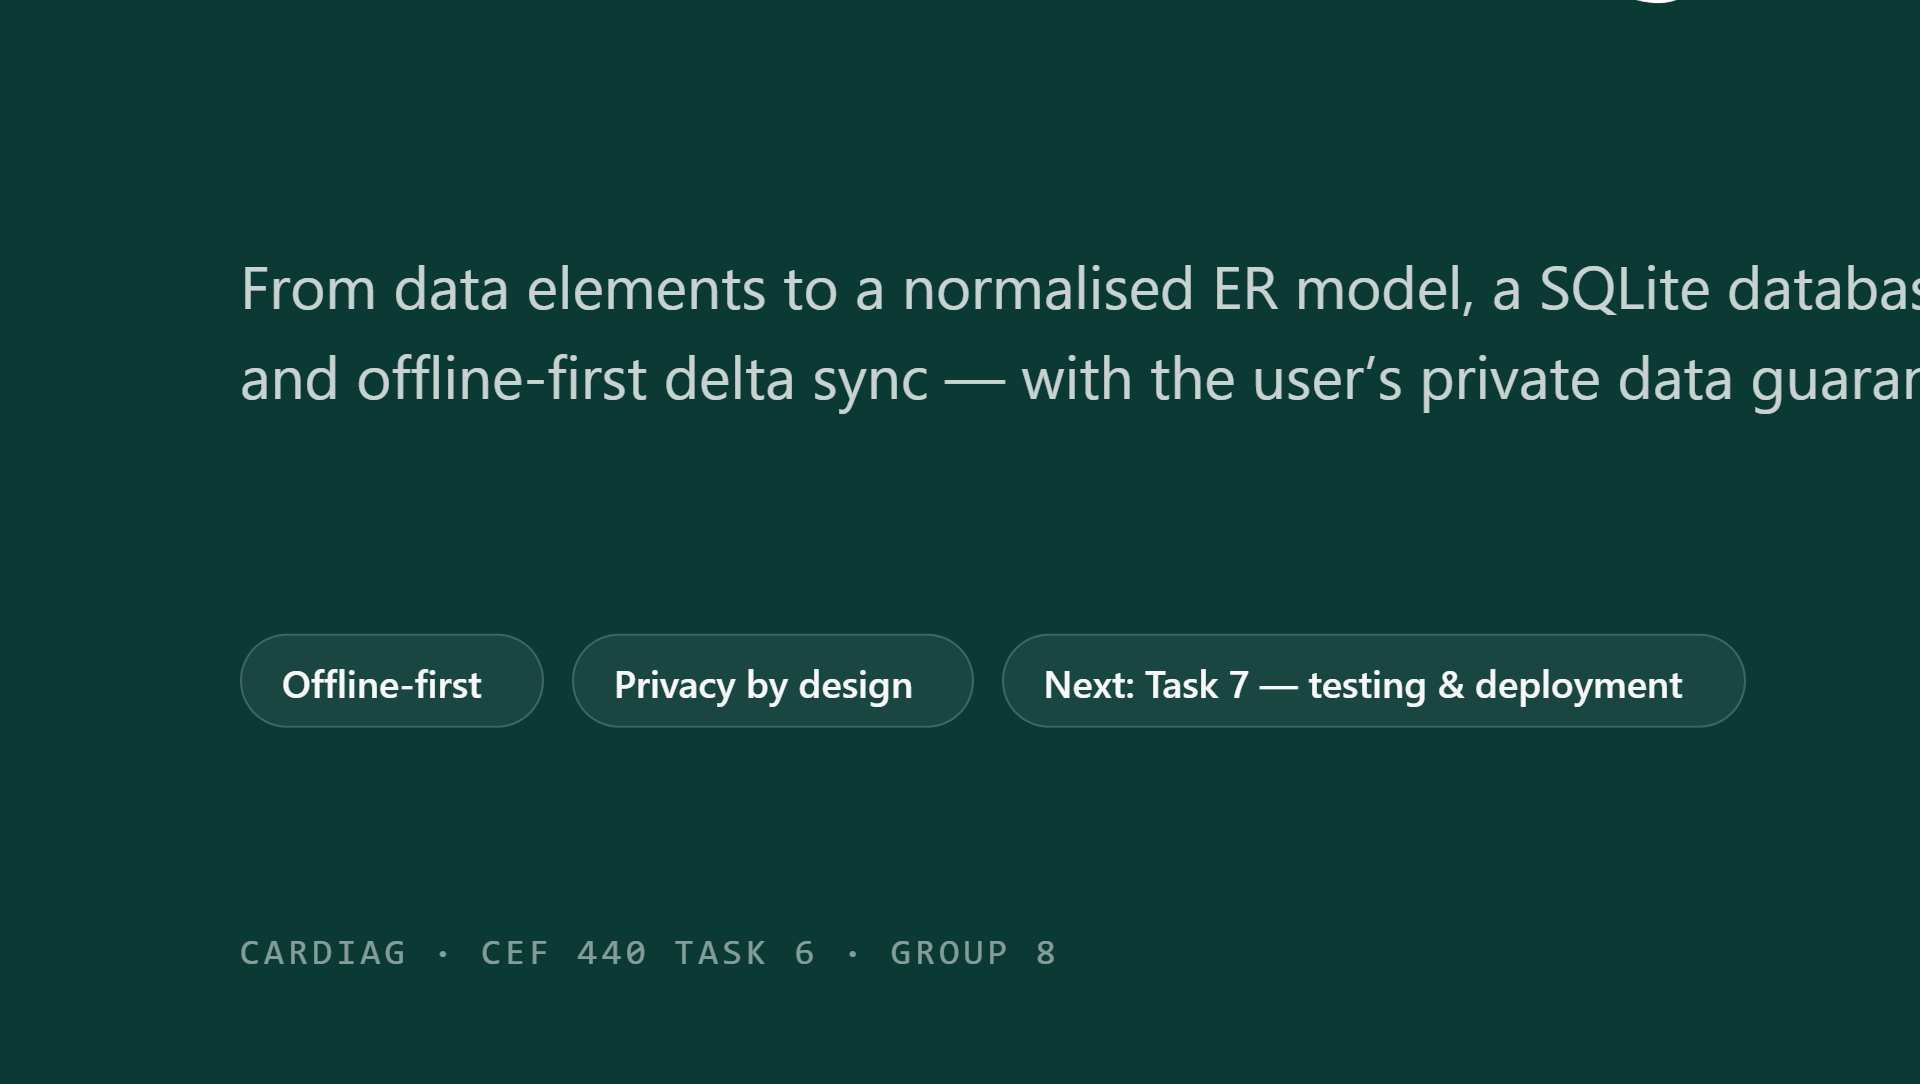 From data elements to a normalised ER model, a SQLite databas
and offline-first delta sync — with the user’s private data guaran
Offline-first
Privacy by design
Next: Task 7 — testing & deployment
CARDIAG · CEF 440 TASK 6 · GROUP 8